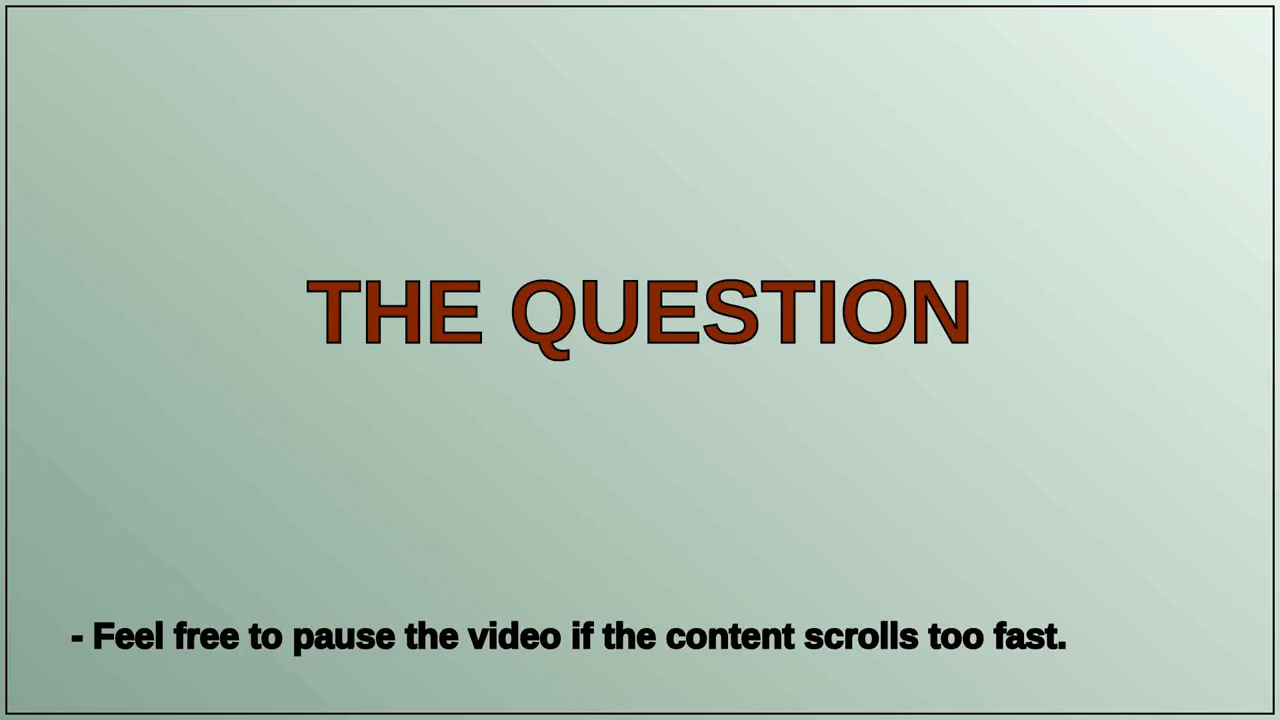 THE QUESTION
- Feel free to pause the video if the content scrolls too fast.